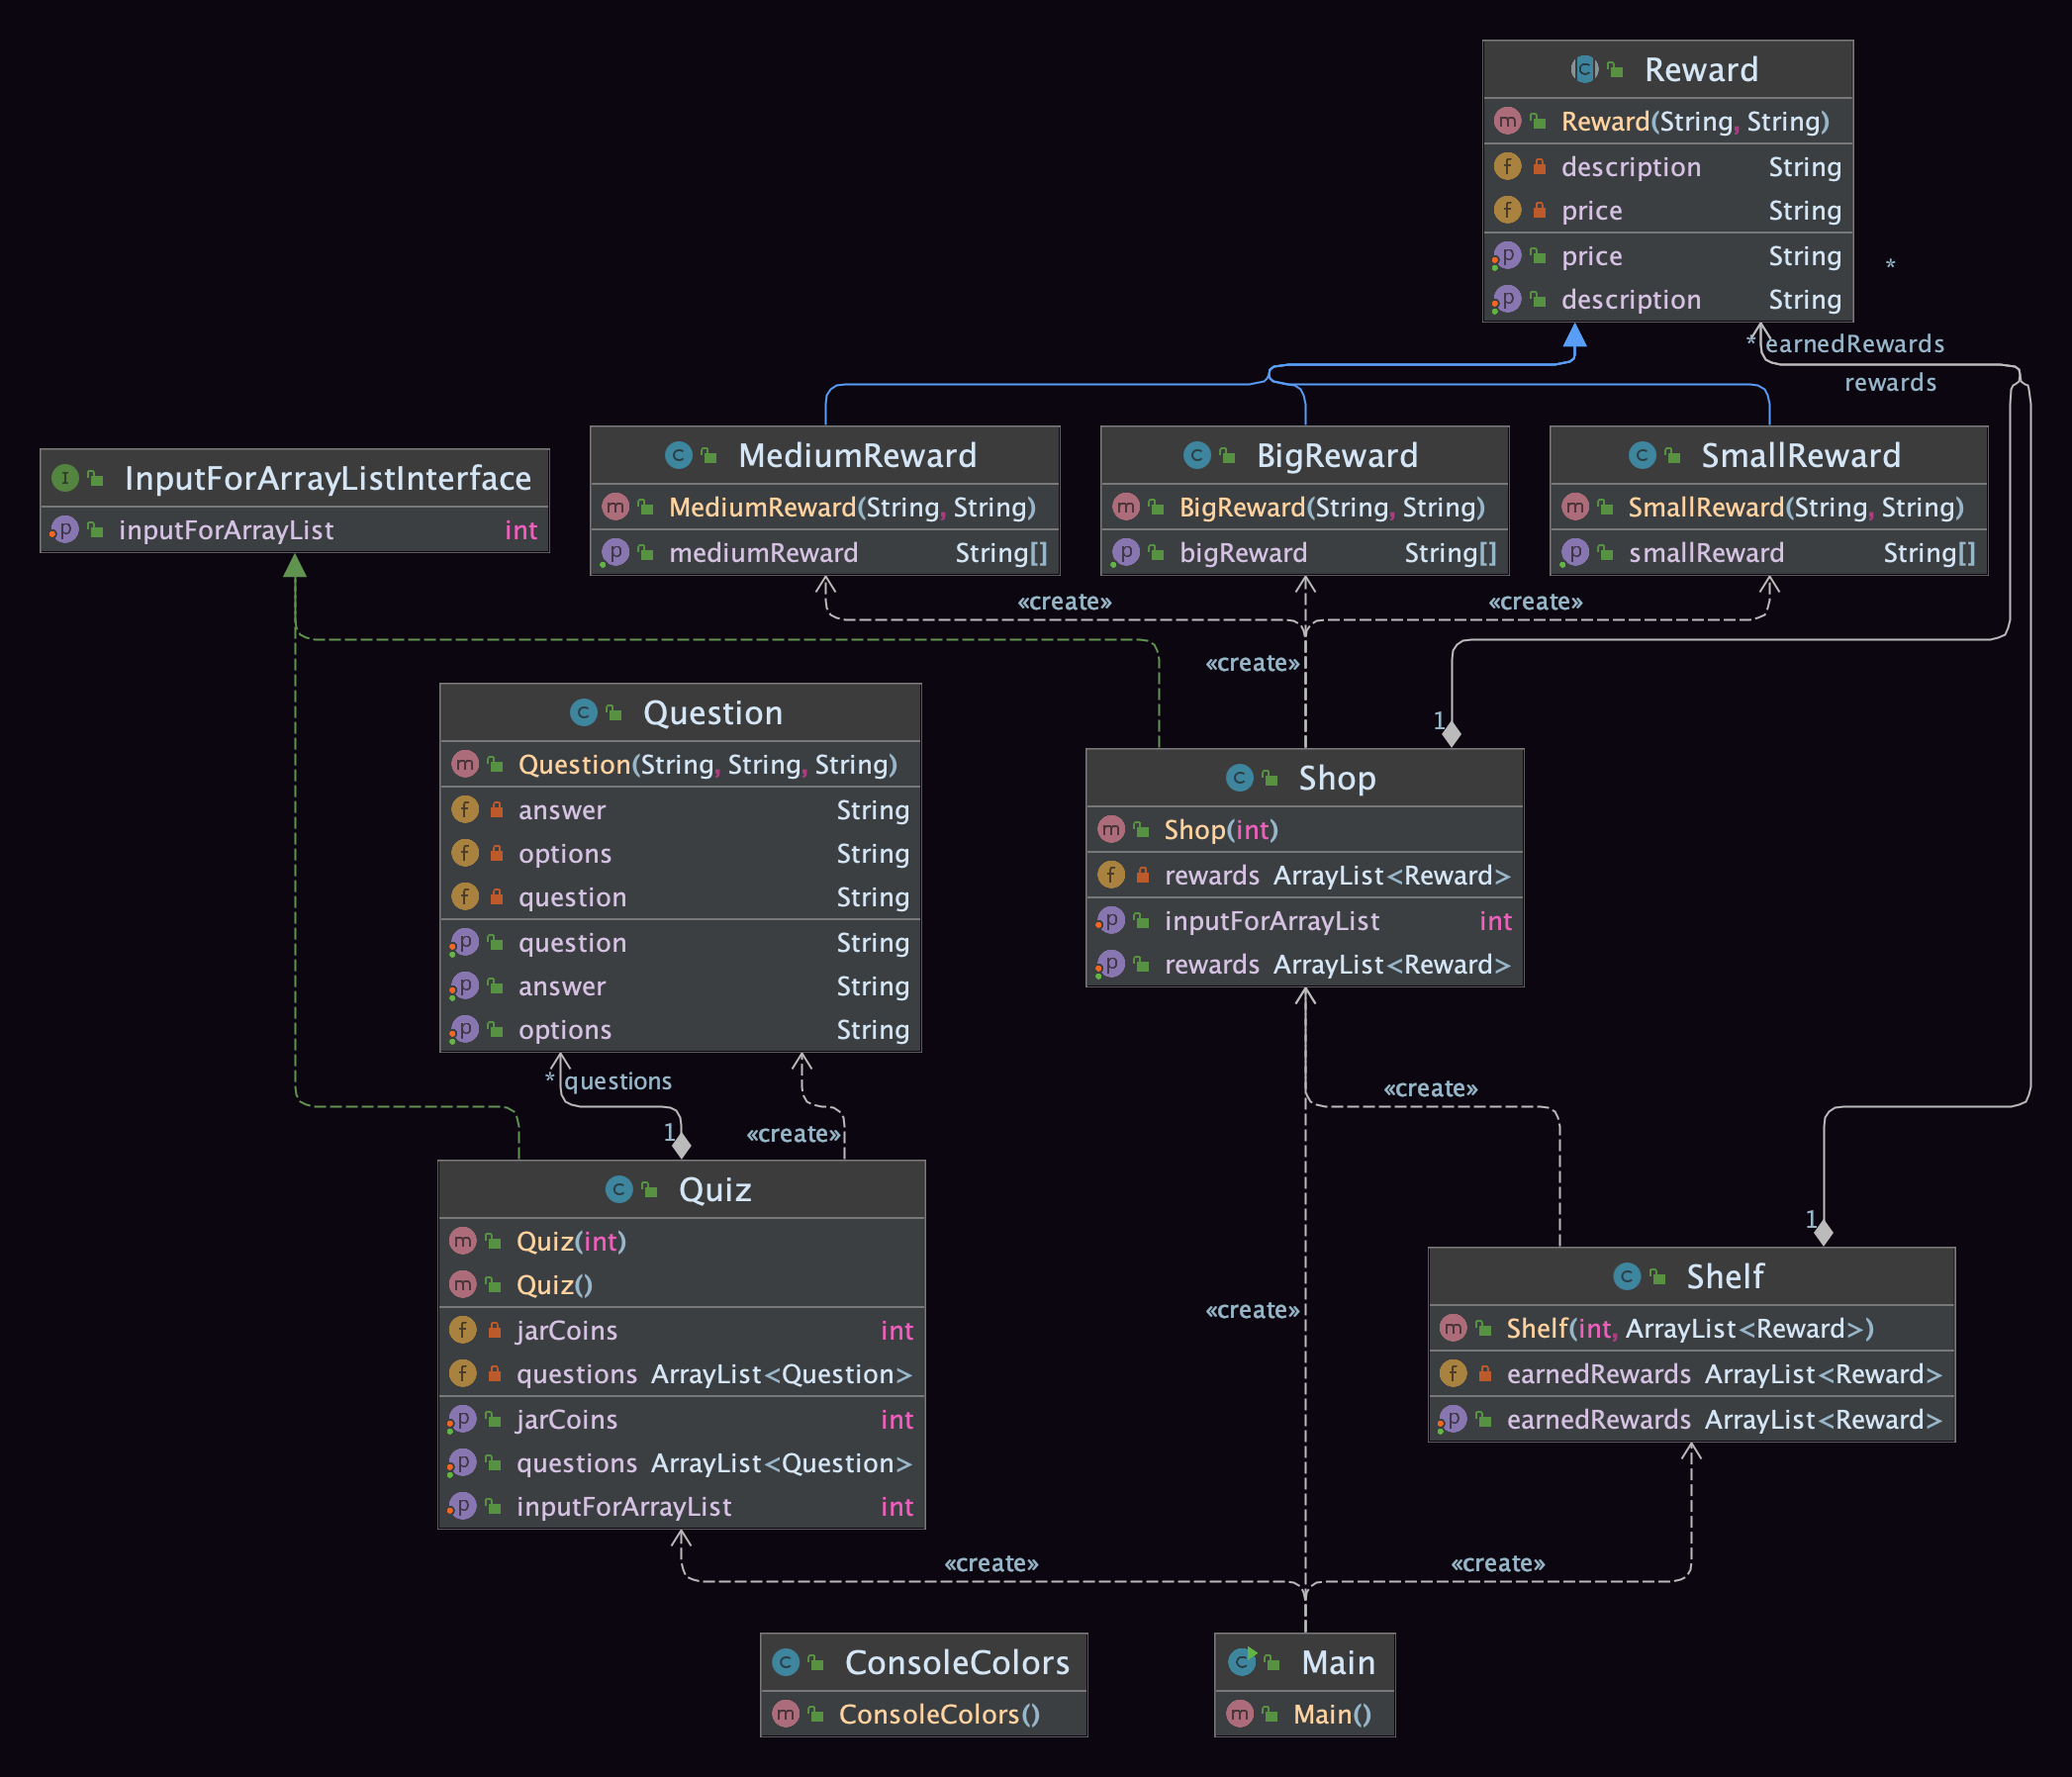 Reward
Reward(String, String)
description String
price String
price String
description String
*
* earnedRewards
rewards
InputForArrayListInterface
inputForArrayList int
MediumReward
MediumReward(String, String)
mediumReward String[]
BigReward
BigReward(String, String)
bigReward String[]
SmallReward
SmallReward(String, String)
smallReward String[]
«create»
«create»
«create»
1
Question
Question(String, String, String)
answer String
options String
question String
question String
answer String
options String
Shop
Shop(int)
rewards ArrayList<Reward>
inputForArrayList int
rewards ArrayList<Reward>
* questions
1
«create»
«create»
Quiz
Quiz(int)
Quiz()
jarCoins int
questions ArrayList<Question>
jarCoins int
questions ArrayList<Question>
inputForArrayList int
«create»
1
Shelf
Shelf(int, ArrayList<Reward>)
earnedRewards ArrayList<Reward>
earnedRewards ArrayList<Reward>
«create»
«create»
ConsoleColors
ConsoleColors()
Main
Main()